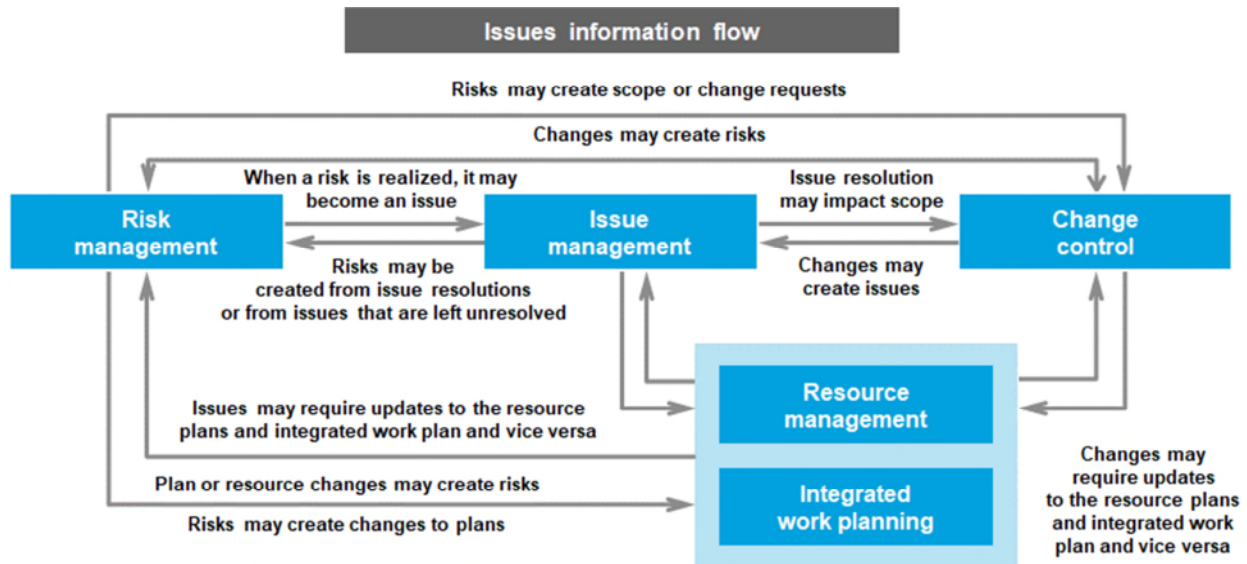 Issues information flow
Risks may create scope or change requests
Changes may create risks
When a risk is realized, it may
become an issue
Issue resolution
may impact scope
Risk
management
Issue
management
Change
control
Risks may be
created from issue resolutions
or from issues that are left unresolved
Changes may
create issues
Resource
management
Issues may require updates to the resource
plans and integrated work plan and vice versa
Plan or resource changes may create risks
Risks may create changes to plans
Integrated
work planning
Changes may
require updates
to the resource plans
and integrated work
plan and vice versa